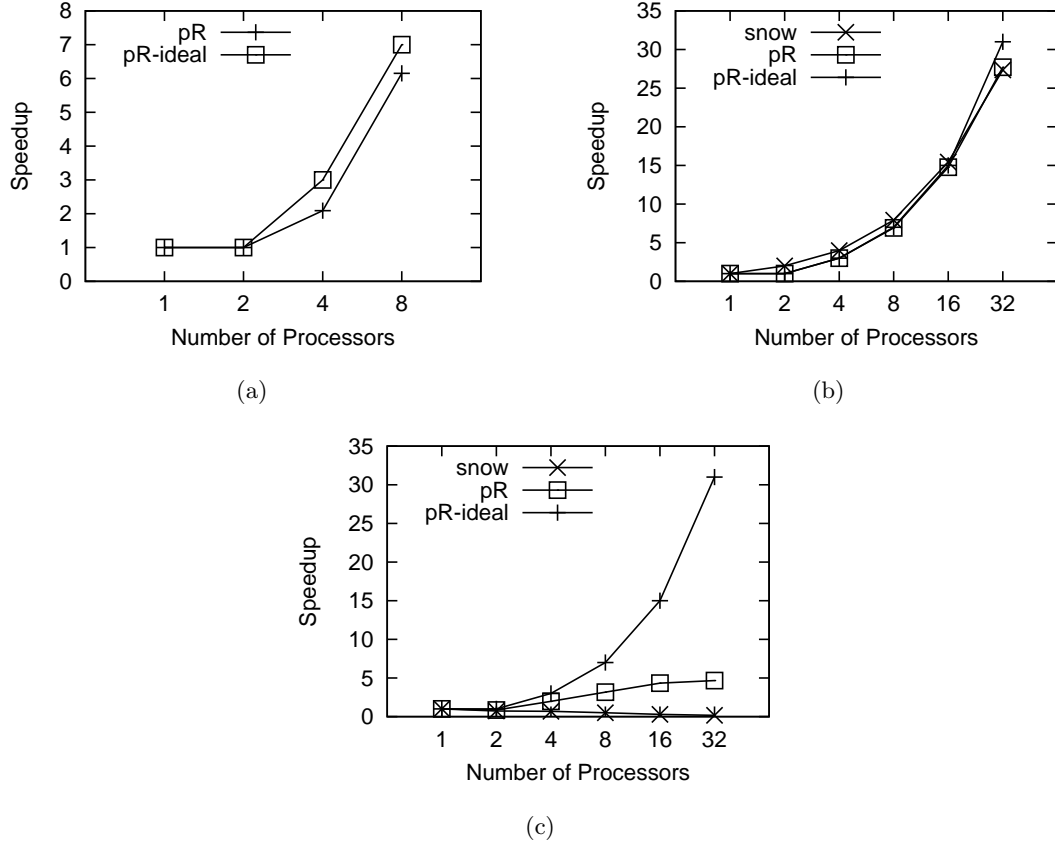 8
7
6
5
4
3
2
1
0
Speedup
pR
pR-ideal
1 2 4 8
Number of Processors
(a)
35
30
25
20
15
10
5
0
Speedup
snow
pR
pR-ideal
1 2 4 8 16 32
Number of Processors
(b)
35
30
25
20
15
10
5
0
Speedup
snow
pR
pR-ideal
1 2 4 8 16 32
Number of Processors
(c)